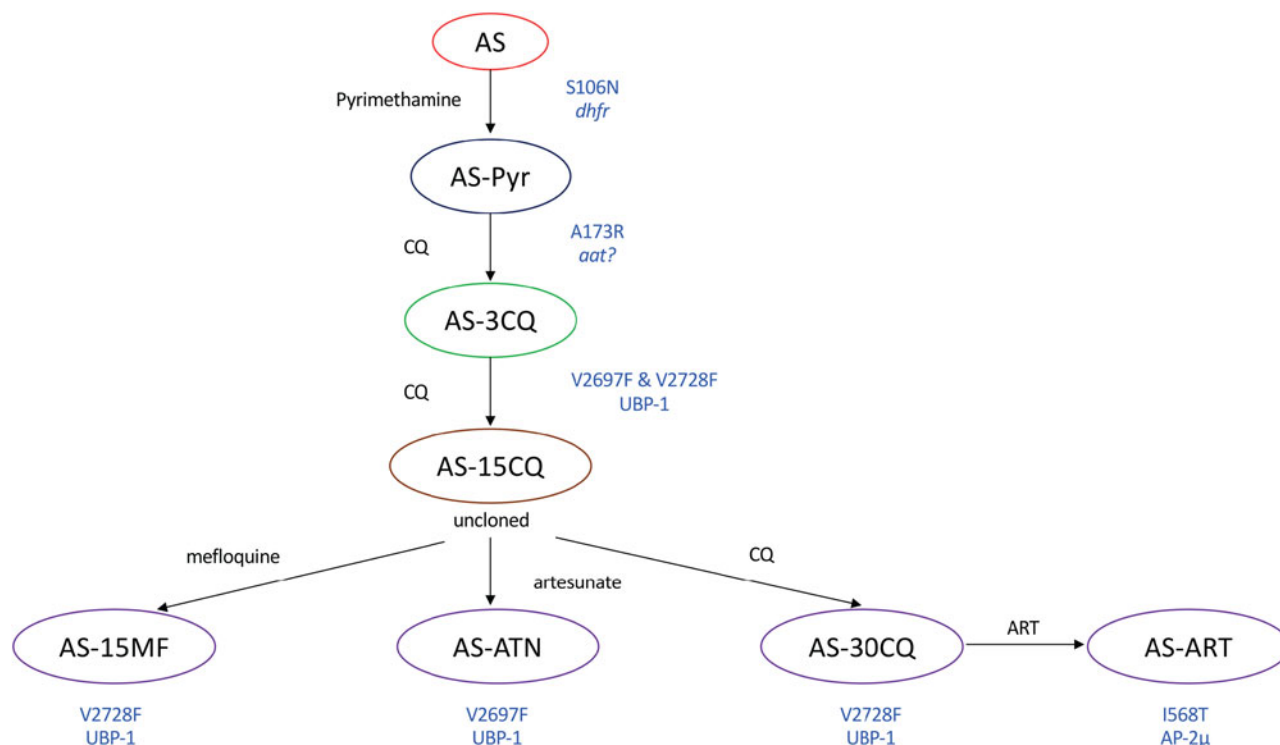 AS
Pyrimethamine
S106N
dhfr
AS-Pyr
CQ
A173R
aat?
AS-3CQ
CQ
V2697F & V2728F
UBP-1
AS-15CQ
uncloned
mefloquine
artesunate
CQ
AS-15MF
AS-ATN
AS-30CQ
ART
AS-ART
V2728F
UBP-1
V2697F
UBP-1
V2728F
UBP-1
I568T
AP-2µ